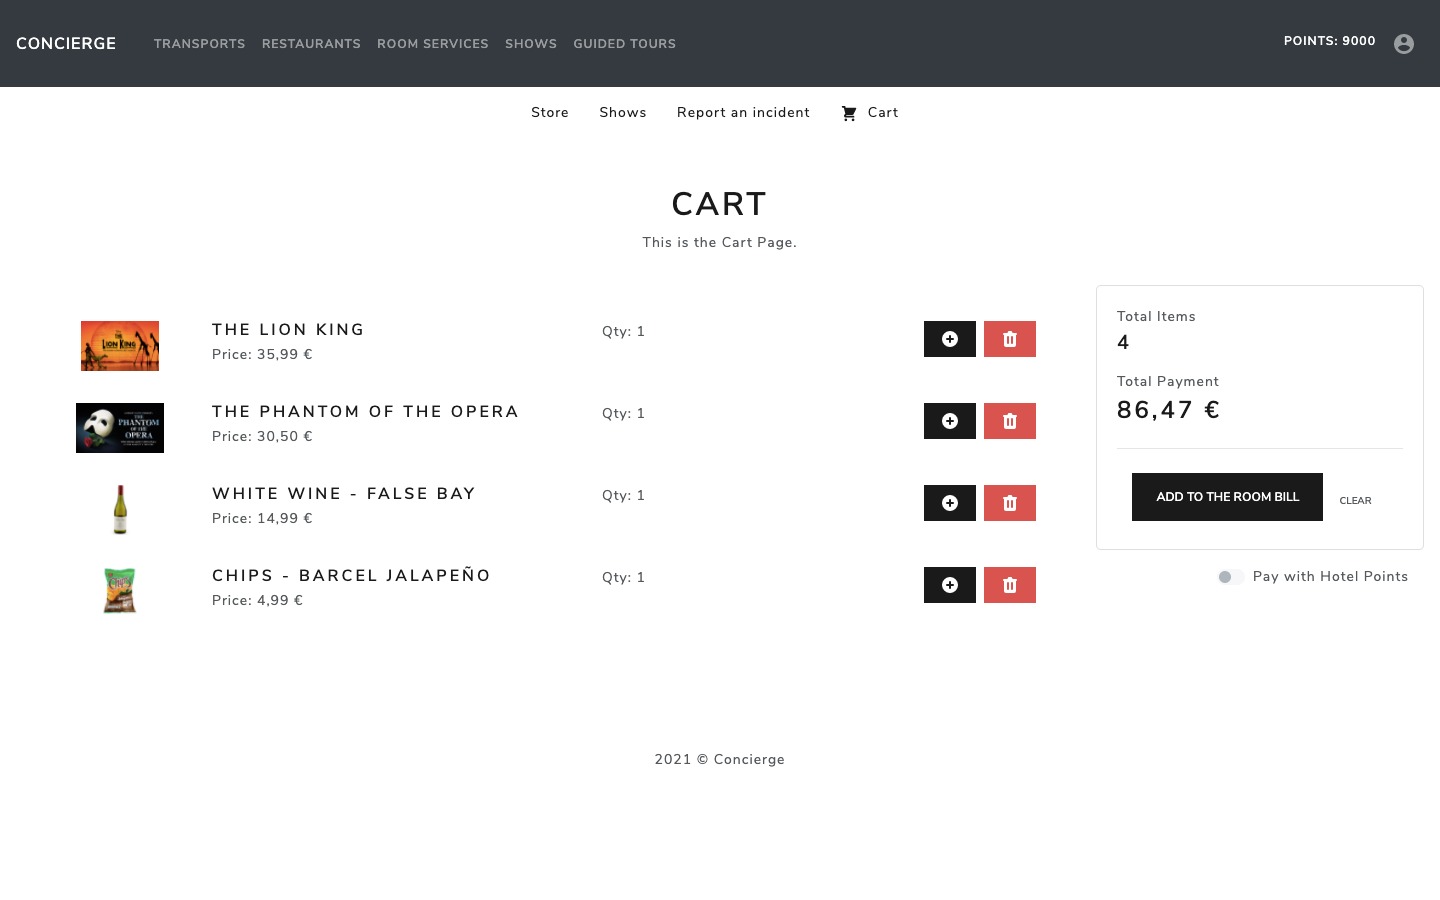 CONCIERGE TRANSPORTS RESTAURANTS ROOM SERVICES SHOWS GUIDED TOURS POINTS: 9000
Store Shows Report an incident Cart
CART
This is the Cart Page.
THE LION KING
Price: 35,99 €
Qty: 1
THE LION KING
THE PHANTOM OF THE OPERA
Price: 30,50 €
Qty: 1
THE PHANTOM OF THE OPERA
WHITE WINE - FALSE BAY
Price: 14,99 €
Qty: 1
CHIPS - BARCEL JALAPEÑO
Price: 4,99 €
Qty: 1
Total Items
4
Total Payment
86,47 €
ADD TO THE ROOM BILL CLEAR
Pay with Hotel Points
2021 © Concierge